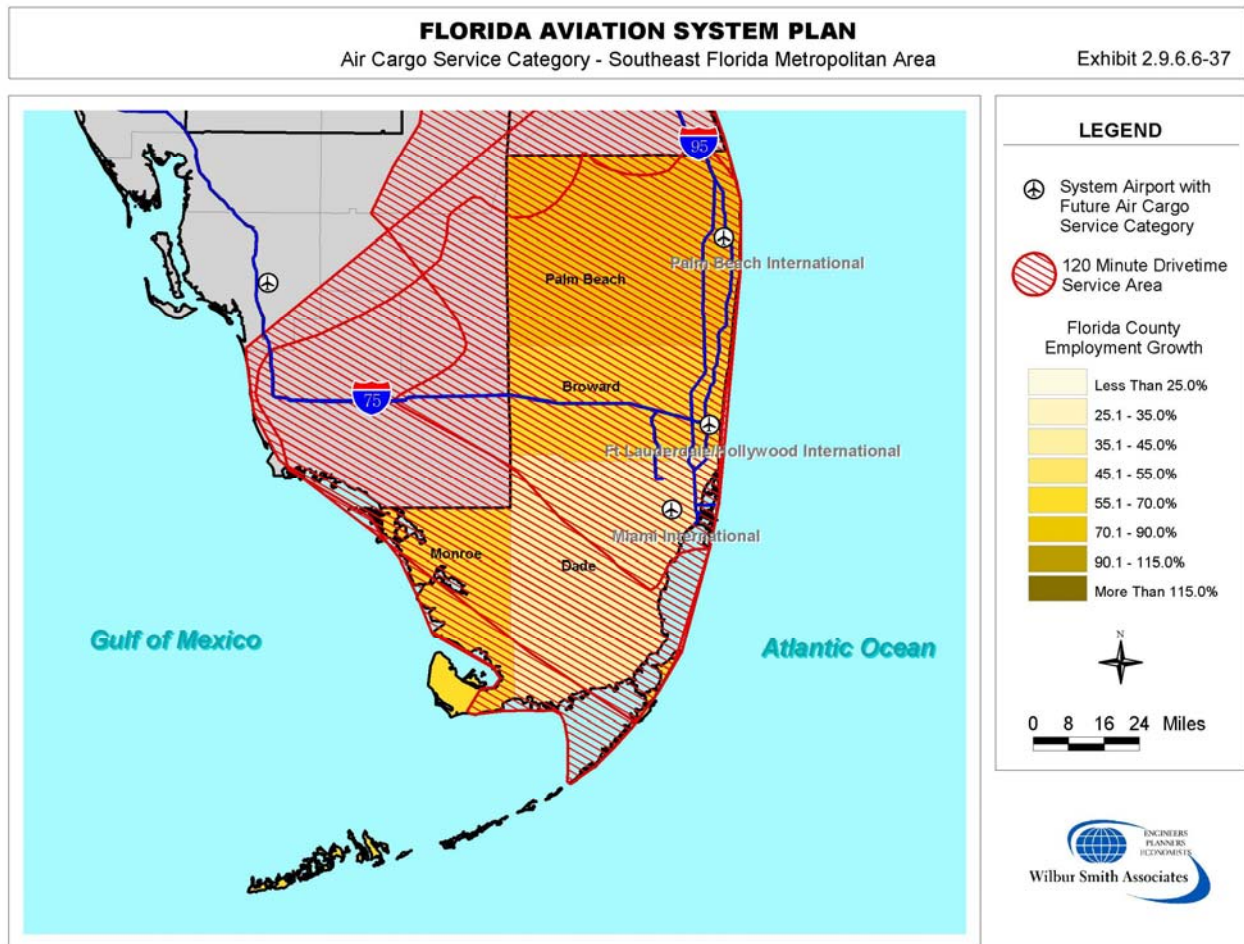 FLORIDA AVIATION SYSTEM PLAN
Air Cargo Service Category - Southeast Florida Metropolitan Area
Exhibit 2.9.6.6-37
95
Palm Beach International
Palm Beach
Broward
75
Ft Lauderdale/Hollywood International
Miami International
Monroe
Dade
Gulf of Mexico
Atlantic Ocean
LEGEND
System Airport with
Future Air Cargo
Service Category
120 Minute Drivetime
Service Area
Florida County
Employment Growth
Less Than 25.0%
25.1 - 35.0%
35.1 - 45.0%
45.1 - 55.0%
55.1 - 70.0%
70.1 - 90.0%
90.1 - 115.0%
More Than 115.0%
N
0 8 16 24 Miles
ENGINEERS
PLANNERS
ECONOMISTS
Wilbur Smith Associates